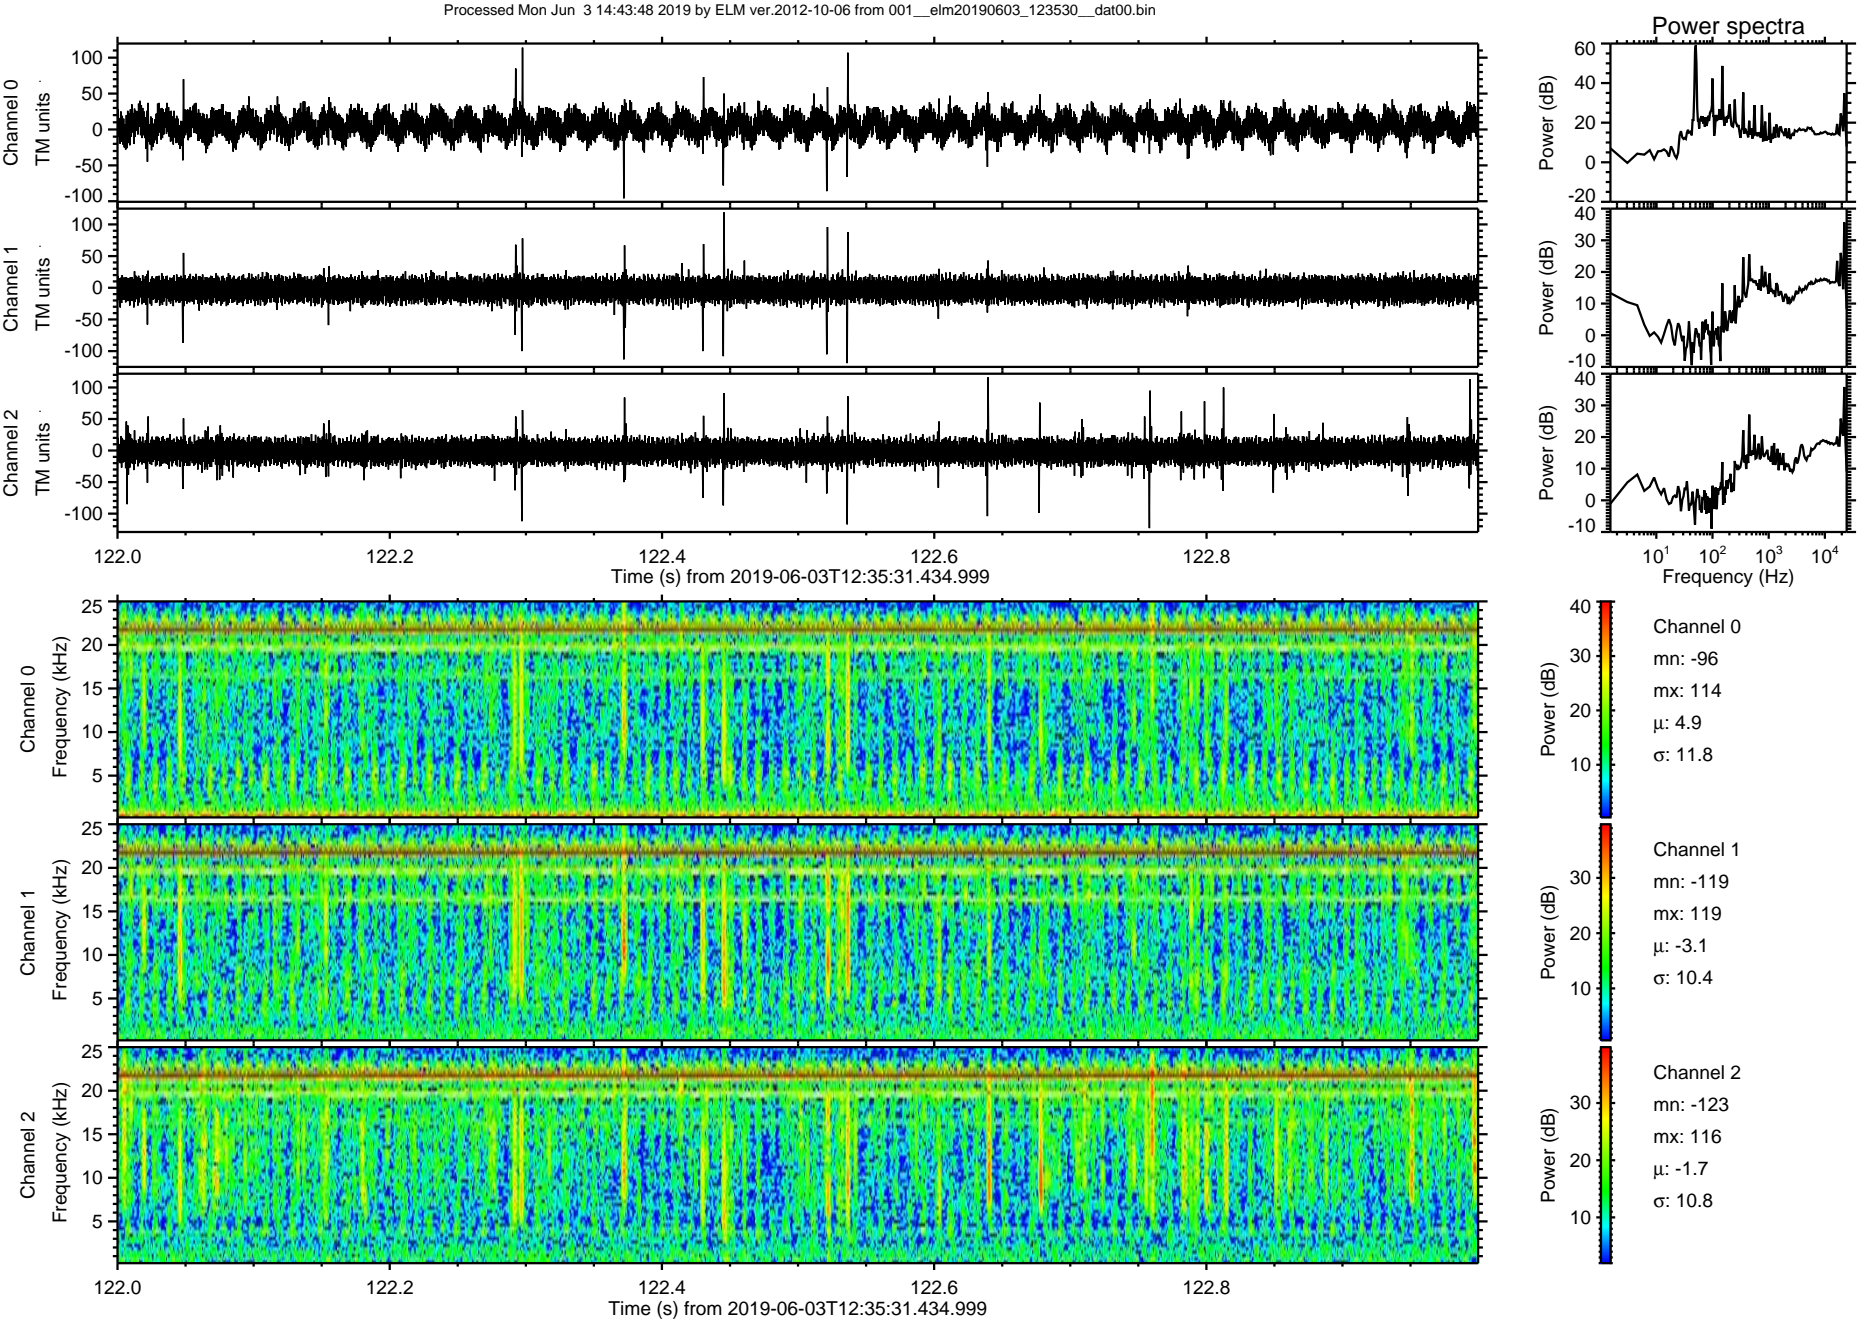 Processed Mon Jun  3 14:43:48 2019 by ELM ver.2012-10-06 from 001__elm20190603_123530__dat00.bin
Power spectra
Channel 0
TM units
100
50
0
-50
-100
Power (dB)
60
40
20
0
-20
Channel 1
TM units
100
50
0
-50
-100
Power (dB)
40
30
20
10
0
-10
Channel 2
TM units
100
50
0
-50
-100
Power (dB)
40
30
20
10
0
-10
122.0 122.2 122.4 122.6 122.8
Time (s) from 2019-06-03T12:35:31.434.999
10¹ 10² 10³ 10⁴
Frequency (Hz)
Channel 0
Frequency (kHz)
25
20
15
10
5
Power (dB)
40
30
20
10
Channel 0
mn: -96
mx: 114
μ: 4.9
σ: 11.8
Channel 1
Frequency (kHz)
25
20
15
10
5
Power (dB)
30
20
10
Channel 1
mn: -119
mx: 119
μ: -3.1
σ: 10.4
Channel 2
Frequency (kHz)
25
20
15
10
5
Power (dB)
30
20
10
Channel 2
mn: -123
mx: 116
μ: -1.7
σ: 10.8
122.0 122.2 122.4 122.6 122.8
Time (s) from 2019-06-03T12:35:31.434.999